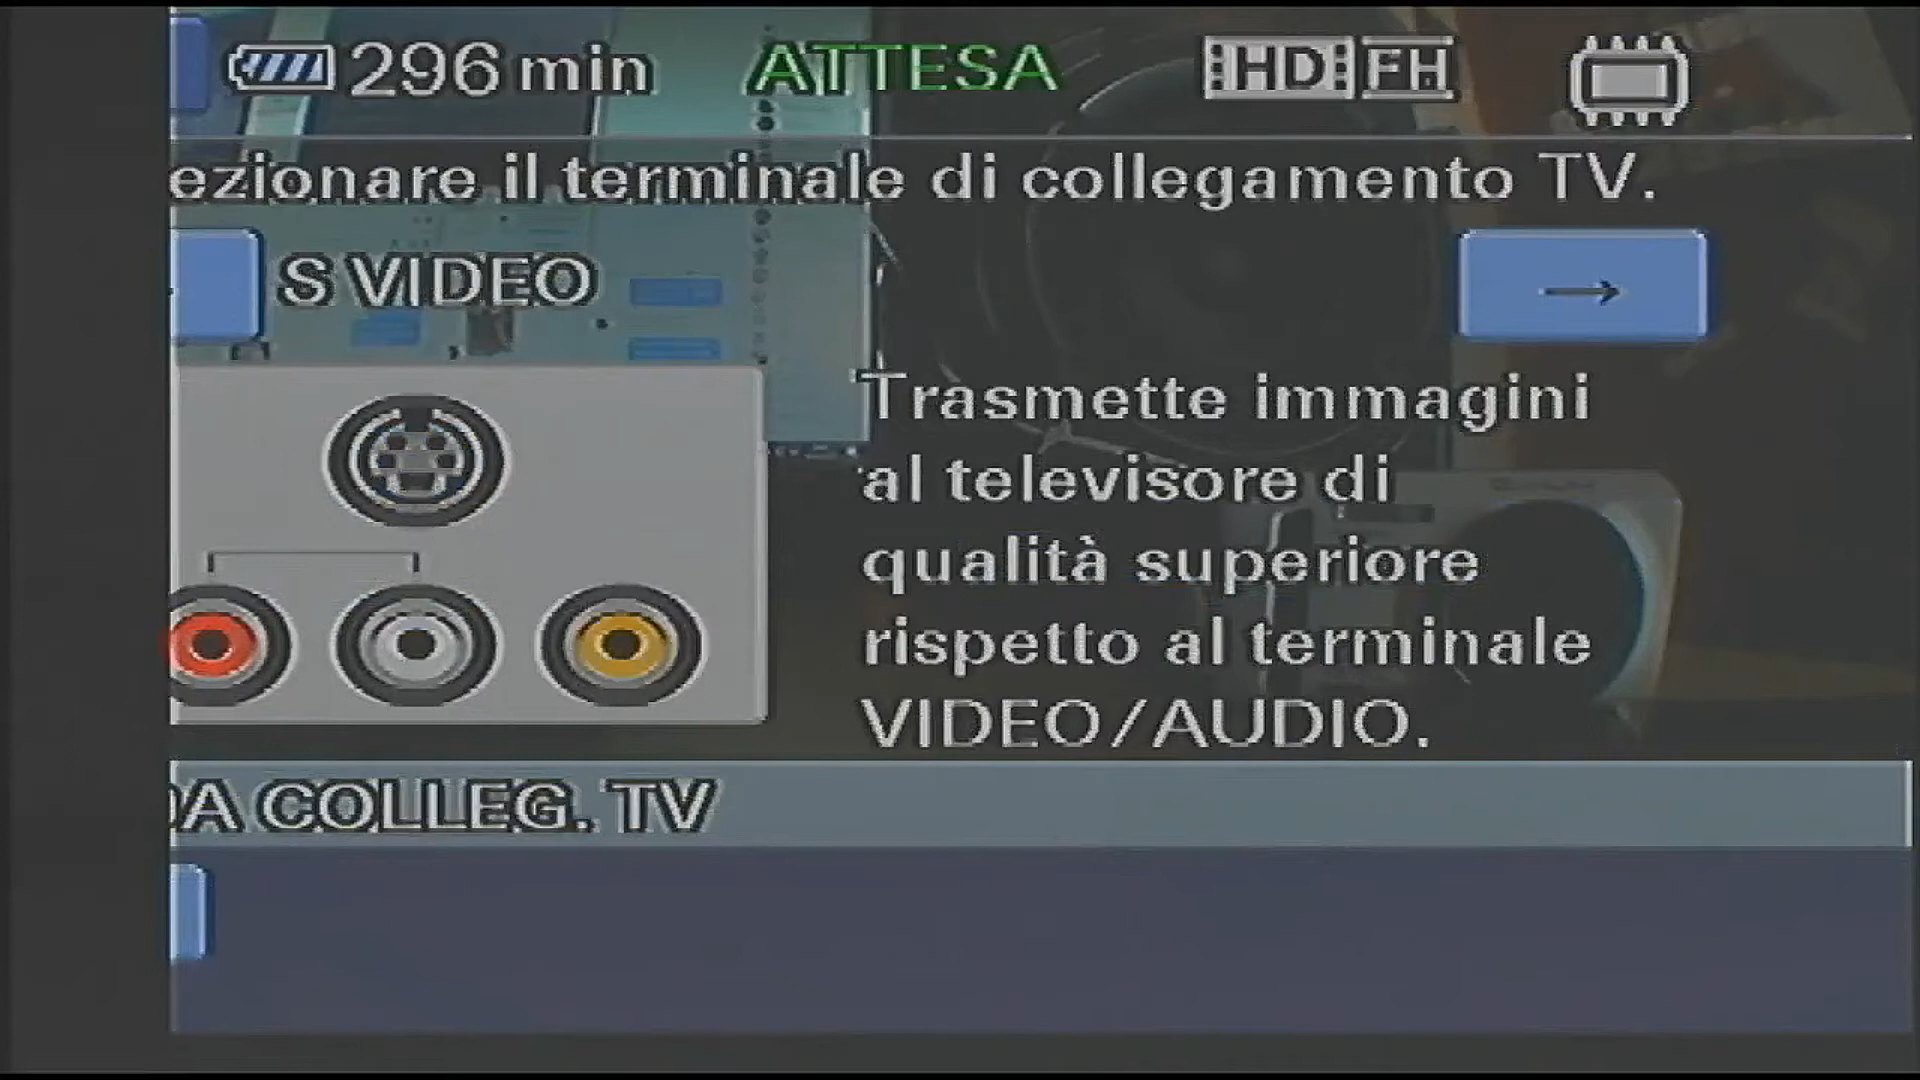 296 min ATTESA HD FH
ezionare il terminale di collegamento TV.
S VIDEO →
Trasmette immagini
al televisore di
qualità superiore
rispetto al terminale
VIDEO/AUDIO.
DA COLLEG. TV